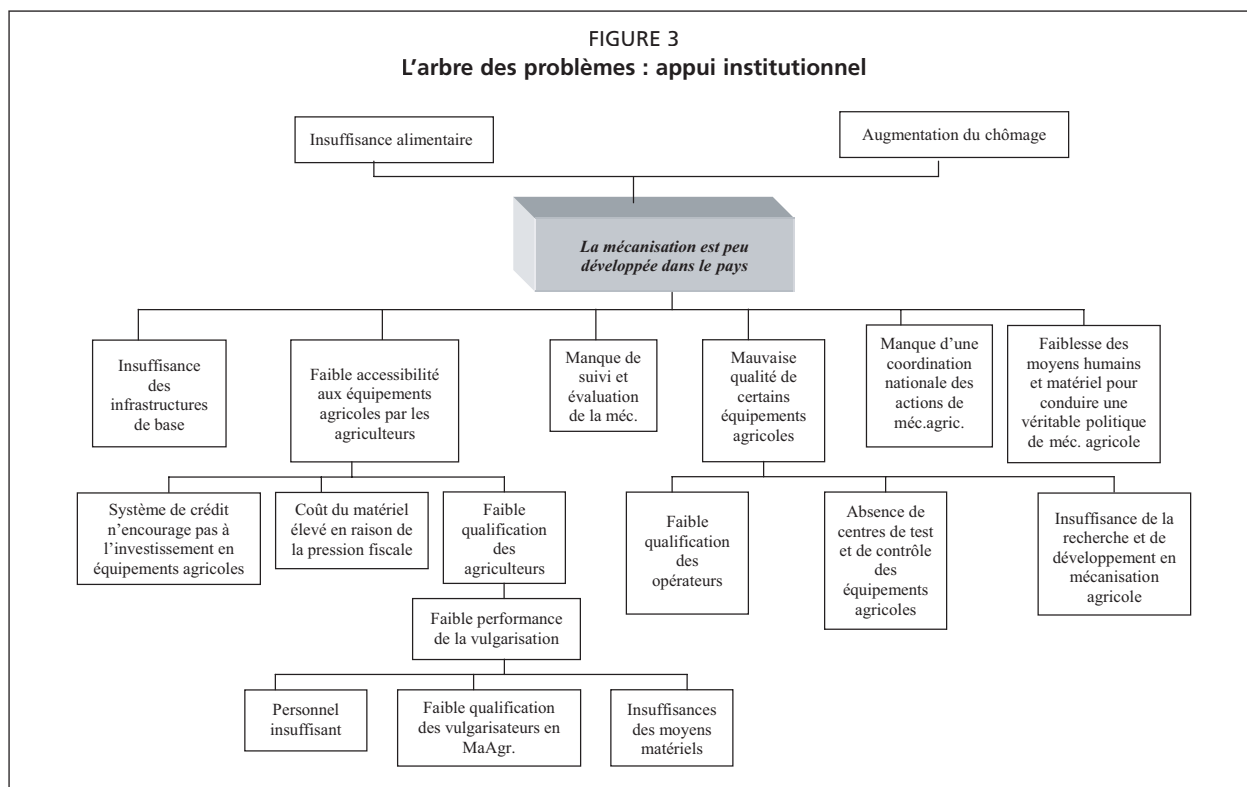 FIGURE 3
L'arbre des problèmes : appui institutionnel
Insuffisance alimentaire
Augmentation du chômage
La mécanisation est peu
développée dans le pays
Insuffisance
des
infrastructures
de base
Faible accessibilité
aux équipements
agricoles par les
agriculteurs
Manque de
suivi et
évaluation
de la méc.
Mauvaise
qualité de
certains
équipements
agricoles
Manque d'une
coordination
nationale des
actions de
méc.agric.
Faiblesse des
moyens humains
et matériel pour
conduire une
véritable politique
de méc. agricole
Système de crédit
n'encourage pas à
l'investissement en
équipements agricoles
Coût du matériel
élevé en raison de
la pression fiscale
Faible
qualification
des
agriculteurs
Faible
qualification
des
opérateurs
Absence de
centres de test
et de contrôle
des
équipements
agricoles
Insuffisance de la
recherche et de
développement en
mécanisation
agricole
Faible performance
de la vulgarisation
Personnel
insuffisant
Faible qualification
des vulgarisateurs en
MaAgr.
Insuffisances
des moyens
matériels